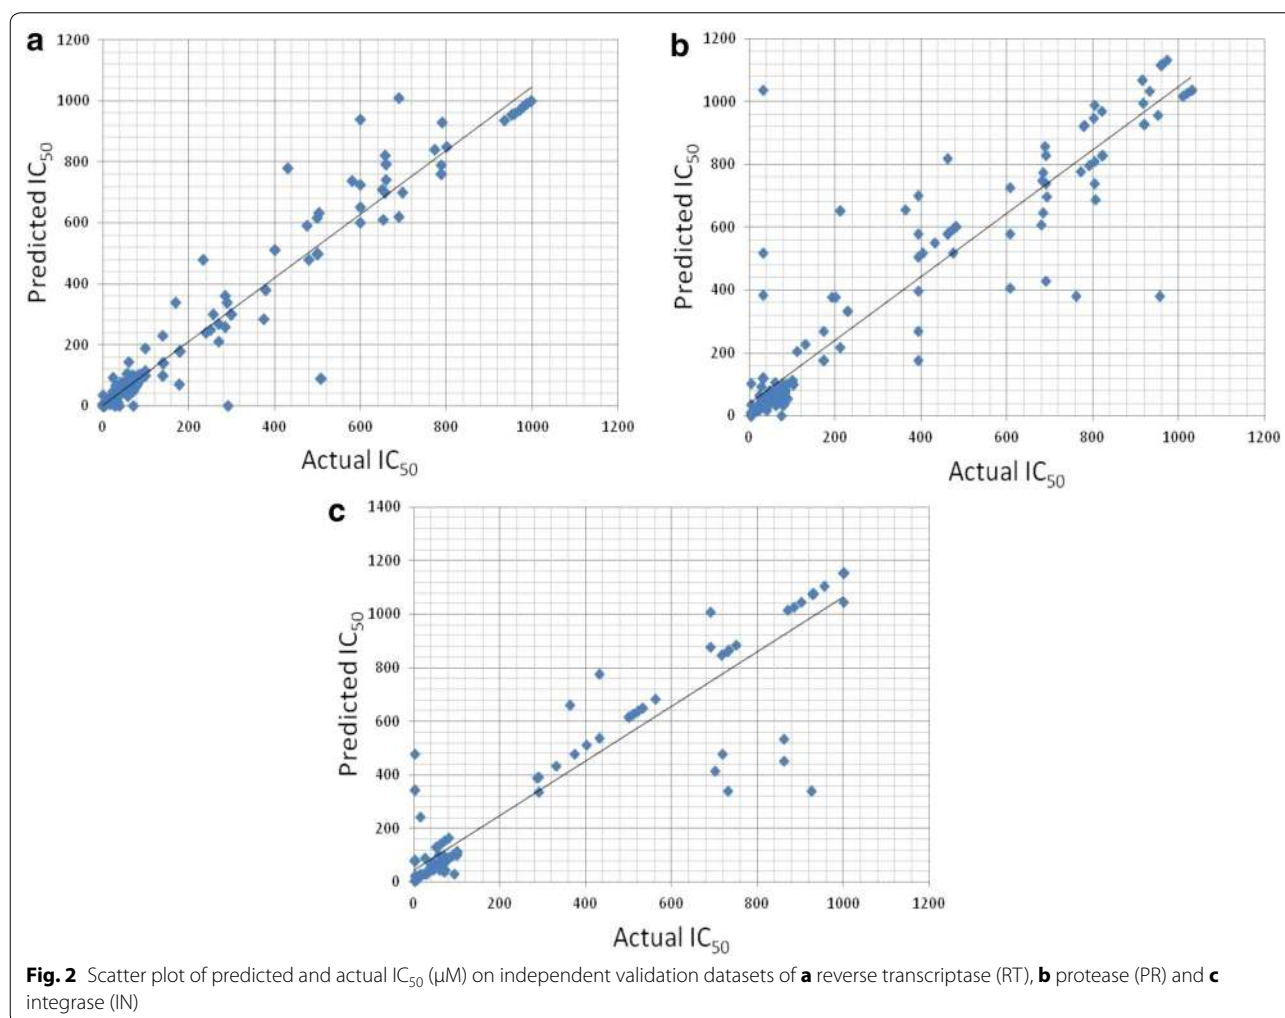 a
1200
1000
800
600
400
200
0
Predicted IC50
0 200 400 600 800 1000 1200
Actual IC50
b
1200
1000
800
600
400
200
0
Predicted IC50
0 200 400 600 800 1000 1200
Actual IC50
c
1400
1200
1000
800
600
400
200
0
Predicted IC50
0 200 400 600 800 1000 1200
Actual IC50
Fig. 2 Scatter plot of predicted and actual IC50 (μM) on independent validation datasets of a reverse transcriptase (RT), b protease (PR) and c
integrase (IN)